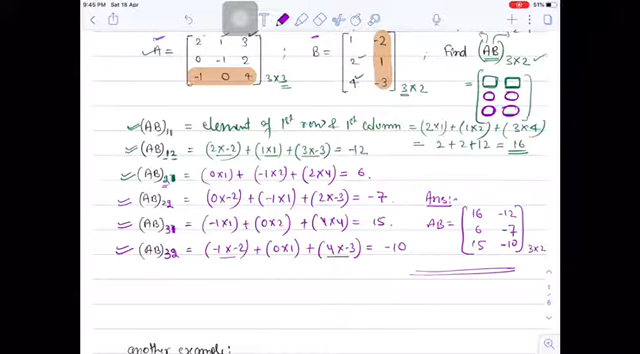 9:45 PM Sat 18 Apr
85%
A = [ 2 1 3 ; B = [ 1 -2 ; find (AB) 3×2
0 -1 2 2 1
-1 0 4 ] 3×3 4 -3 ] 3×2 =
(AB)11 = element of 1st row & 1st column = (2×1)+(1×2)+(3×4)
= 2+2+12 = 16
(AB)12 = (2×-2)+(1×1)+(3×-3) = -12
(AB)21 = (0×1)+(-1×2)+(2×4) = 6.
(AB)22 = (0×-2)+(-1×1)+(2×-3) = -7
(AB)31 = (-1×1)+(0×2)+(4×4) = 15.
(AB)32 = (-1×-2)+(0×1)+(4×-3) = -10
Ans:-
AB = [ 16 -12
6 -7
15 -10 ] 3×2
another example: